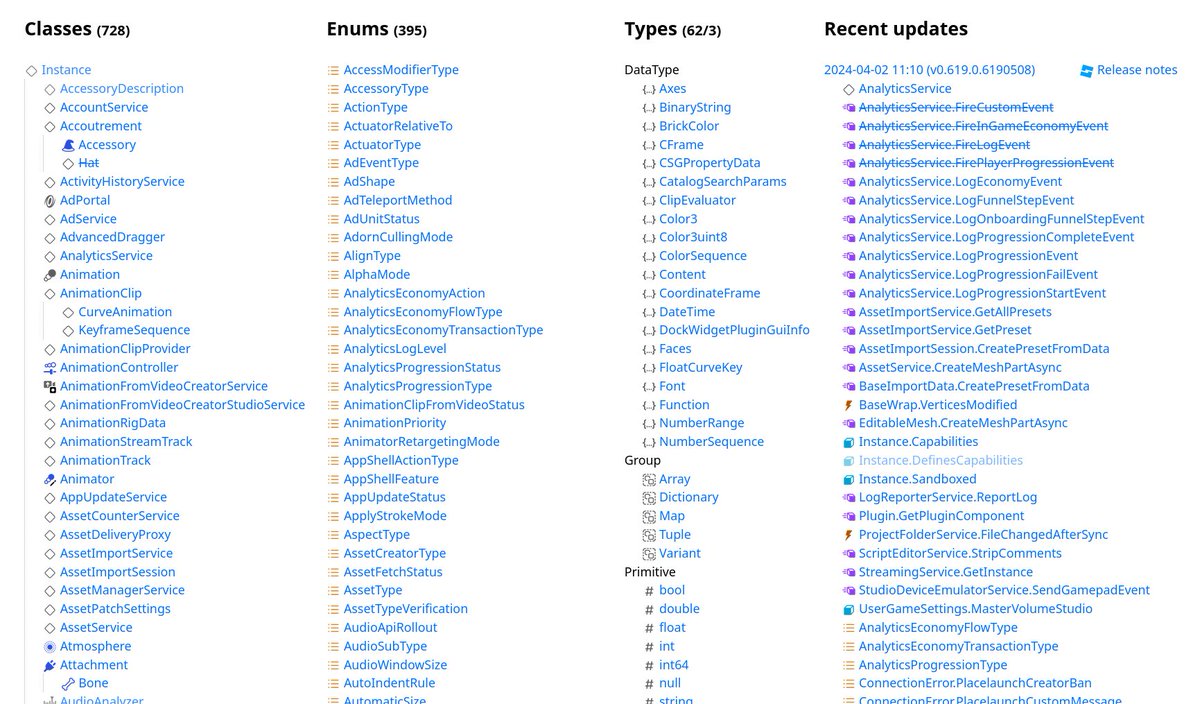 Classes (728)
Instance
AccessoryDescription
AccountService
Accoutrement
Accessory
Hat
ActivityHistoryService
AdPortal
AdService
AdvancedDragger
AnalyticsService
Animation
AnimationClip
CurveAnimation
KeyframeSequence
AnimationClipProvider
AnimationController
AnimationFromVideoCreatorService
AnimationFromVideoCreatorStudioService
AnimationRigData
AnimationStreamTrack
AnimationTrack
Animator
AppUpdateService
AssetCounterService
AssetDeliveryProxy
AssetImportService
AssetImportSession
AssetManagerService
AssetPatchSettings
AssetService
Atmosphere
Attachment
Bone
AudioAnalyzer
Enums (395)
AccessModifierType
AccessoryType
ActionType
ActuatorRelativeTo
ActuatorType
AdEventType
AdShape
AdTeleportMethod
AdUnitStatus
AdornCullingMode
AlignType
AlphaMode
AnalyticsEconomyAction
AnalyticsEconomyFlowType
AnalyticsEconomyTransactionType
AnalyticsLogLevel
AnalyticsProgressionStatus
AnalyticsProgressionType
AnimationClipFromVideoStatus
AnimationPriority
AnimatorRetargetingMode
AppShellActionType
AppShellFeature
AppUpdateStatus
ApplyStrokeMode
AspectType
AssetCreatorType
AssetFetchStatus
AssetType
AssetTypeVerification
AudioApiRollout
AudioSubType
AudioWindowSize
AutoIndentRule
AutomaticSize
Types (62/3)
DataType
{...} Axes
{...} BinaryString
{...} BrickColor
{...} CFrame
{...} CSGPropertyData
{...} CatalogSearchParams
{...} ClipEvaluator
{...} Color3
{...} Color3uint8
{...} ColorSequence
{...} Content
{...} CoordinateFrame
{...} DateTime
{...} DockWidgetPluginGuiInfo
{...} Faces
{...} FloatCurveKey
{...} Font
{...} Function
{...} NumberRange
{...} NumberSequence
Group
Array
Dictionary
Map
Tuple
Variant
Primitive
# bool
# double
# float
# int
# int64
# null
# string
Recent updates
2024-04-02 11:10 (v0.619.0.6190508) Release notes
AnalyticsService
AnalyticsService.FireCustomEvent
AnalyticsService.FireInGameEconomyEvent
AnalyticsService.FireLogEvent
AnalyticsService.FirePlayerProgressionEvent
AnalyticsService.LogEconomyEvent
AnalyticsService.LogFunnelStepEvent
AnalyticsService.LogOnboardingFunnelStepEvent
AnalyticsService.LogProgressionCompleteEvent
AnalyticsService.LogProgressionEvent
AnalyticsService.LogProgressionFailEvent
AnalyticsService.LogProgressionStartEvent
AssetImportService.GetAllPresets
AssetImportService.GetPreset
AssetImportSession.CreatePresetFromData
AssetService.CreateMeshPartAsync
BaseImportData.CreatePresetFromData
BaseWrap.VerticesModified
EditableMesh.CreateMeshPartAsync
Instance.Capabilities
Instance.DefinesCapabilities
Instance.Sandboxed
LogReporterService.ReportLog
Plugin.GetPluginComponent
ProjectFolderService.FileChangedAfterSync
ScriptEditorService.StripComments
StreamingService.GetInstance
StudioDeviceEmulatorService.SendGamepadEvent
UserGameSettings.MasterVolumeStudio
AnalyticsEconomyFlowType
AnalyticsEconomyTransactionType
AnalyticsProgressionType
ConnectionError.PlacelaunchCreatorBan
ConnectionError.PlacelaunchCustomMessage